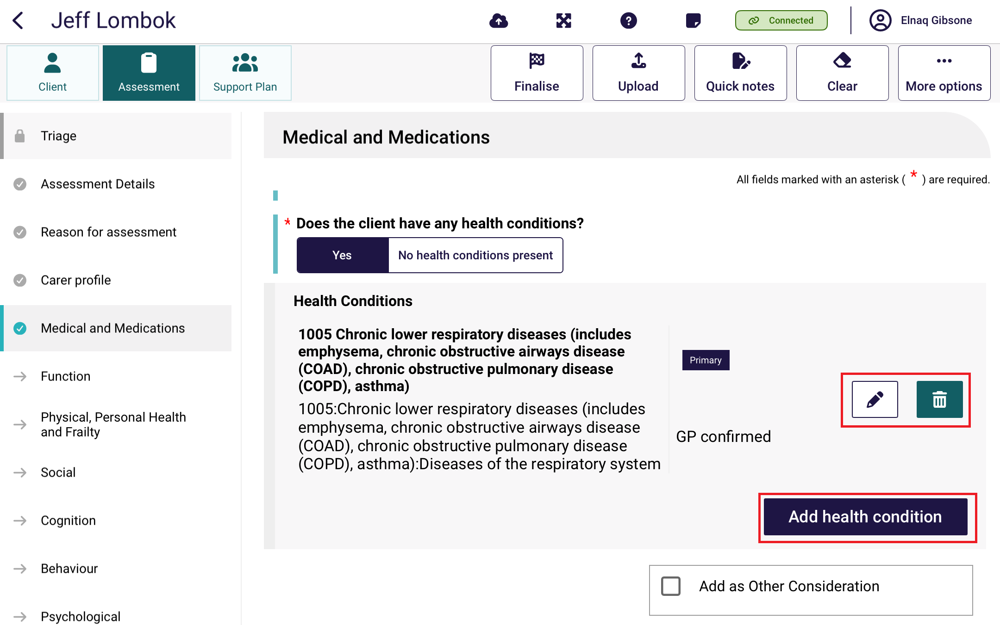 Jeff Lombok
Connected
Elnaq Gibsone
Client
Assessment
Support Plan
Finalise
Upload
Quick notes
Clear
More options
Triage
Assessment Details
Reason for assessment
Carer profile
Medical and Medications
Function
Physical, Personal Health
and Frailty
Social
Cognition
Behaviour
Psychological
Medical and Medications
All fields marked with an asterisk ( * ) are required.
* Does the client have any health conditions?
Yes
No health conditions present
Health Conditions
1005 Chronic lower respiratory diseases (includes
emphysema, chronic obstructive airways disease
(COAD), chronic obstructive pulmonary disease
(COPD), asthma)
1005:Chronic lower respiratory diseases (includes
emphysema, chronic obstructive airways disease
(COAD), chronic obstructive pulmonary disease
(COPD), asthma):Diseases of the respiratory system
Primary
GP confirmed
Add health condition
Add as Other Consideration